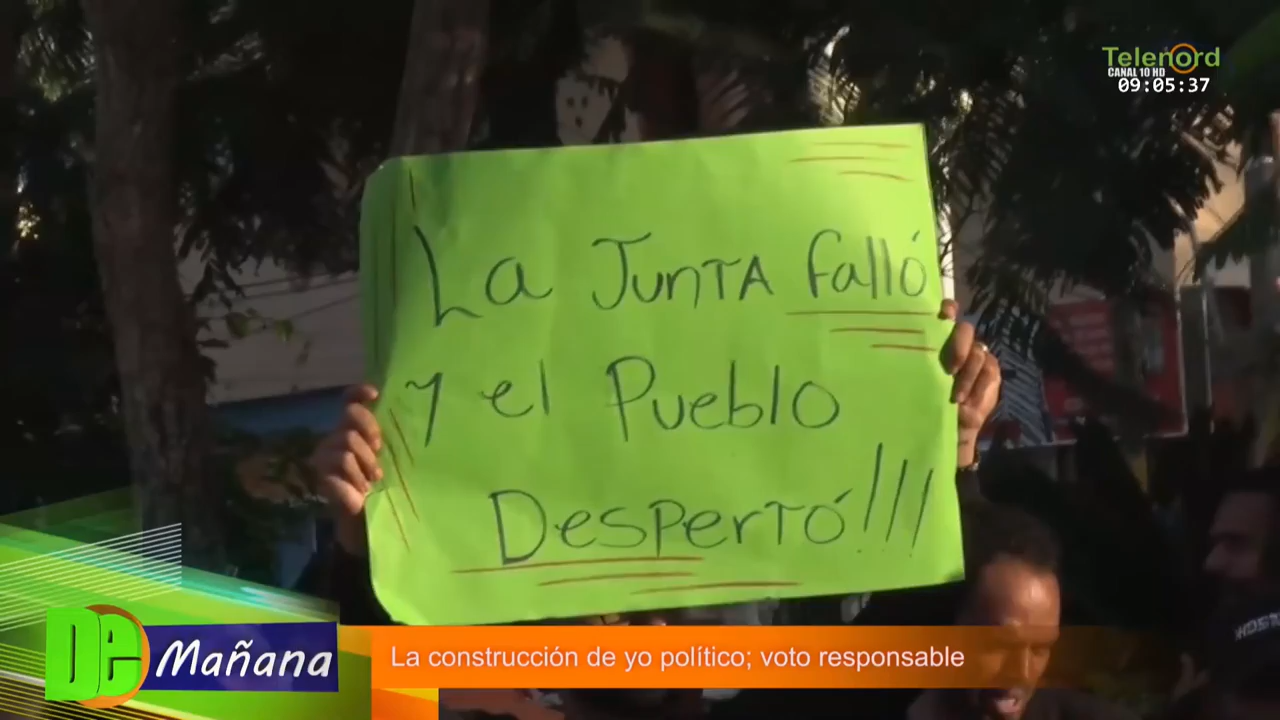 Telenord
CANAL 10 HD
09:05:37
La JUNTA falló
y el Pueblo
Despertó!!!
De Mañana
La construcción de yo político; voto responsable